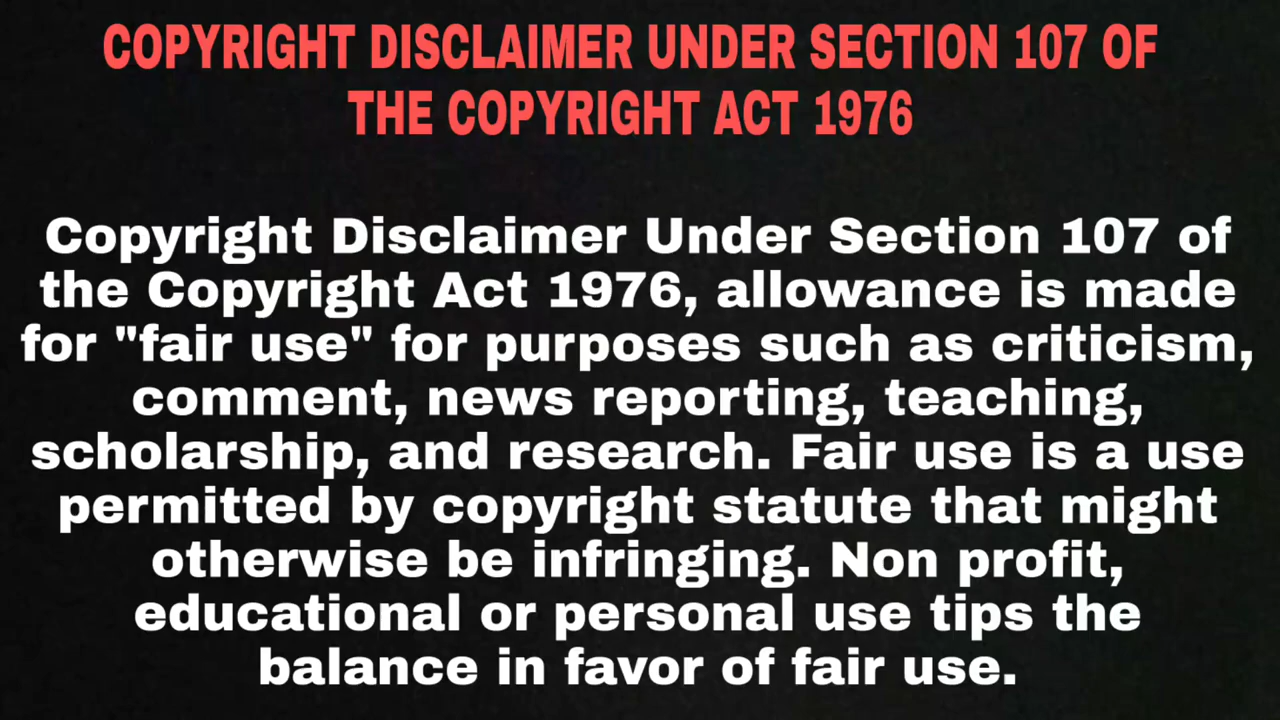 COPYRIGHT DISCLAIMER UNDER SECTION 107 OF
THE COPYRIGHT ACT 1976
Copyright Disclaimer Under Section 107 of
the Copyright Act 1976, allowance is made
for "fair use" for purposes such as criticism,
comment, news reporting, teaching,
scholarship, and research. Fair use is a use
permitted by copyright statute that might
otherwise be infringing. Non profit,
educational or personal use tips the
balance in favor of fair use.